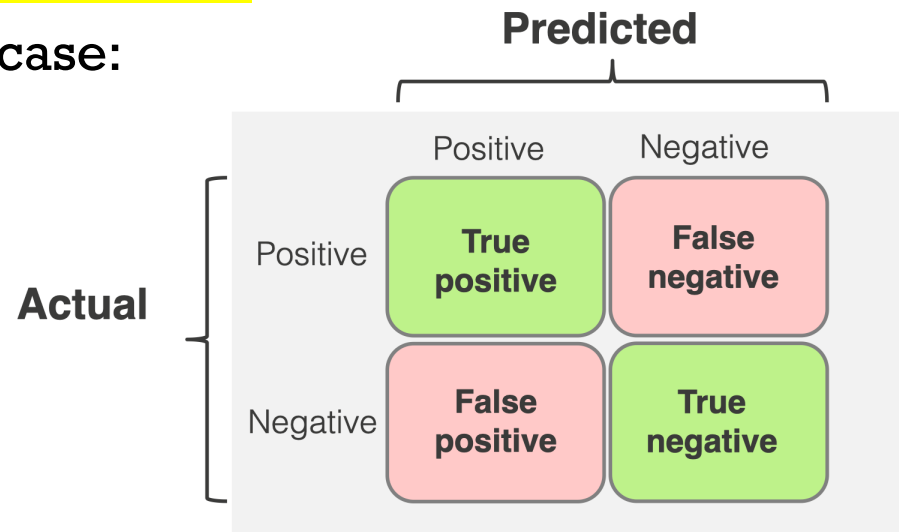 case:
Predicted
Positive
Negative
Actual
Positive
True
positive
False
negative
Negative
False
positive
True
negative